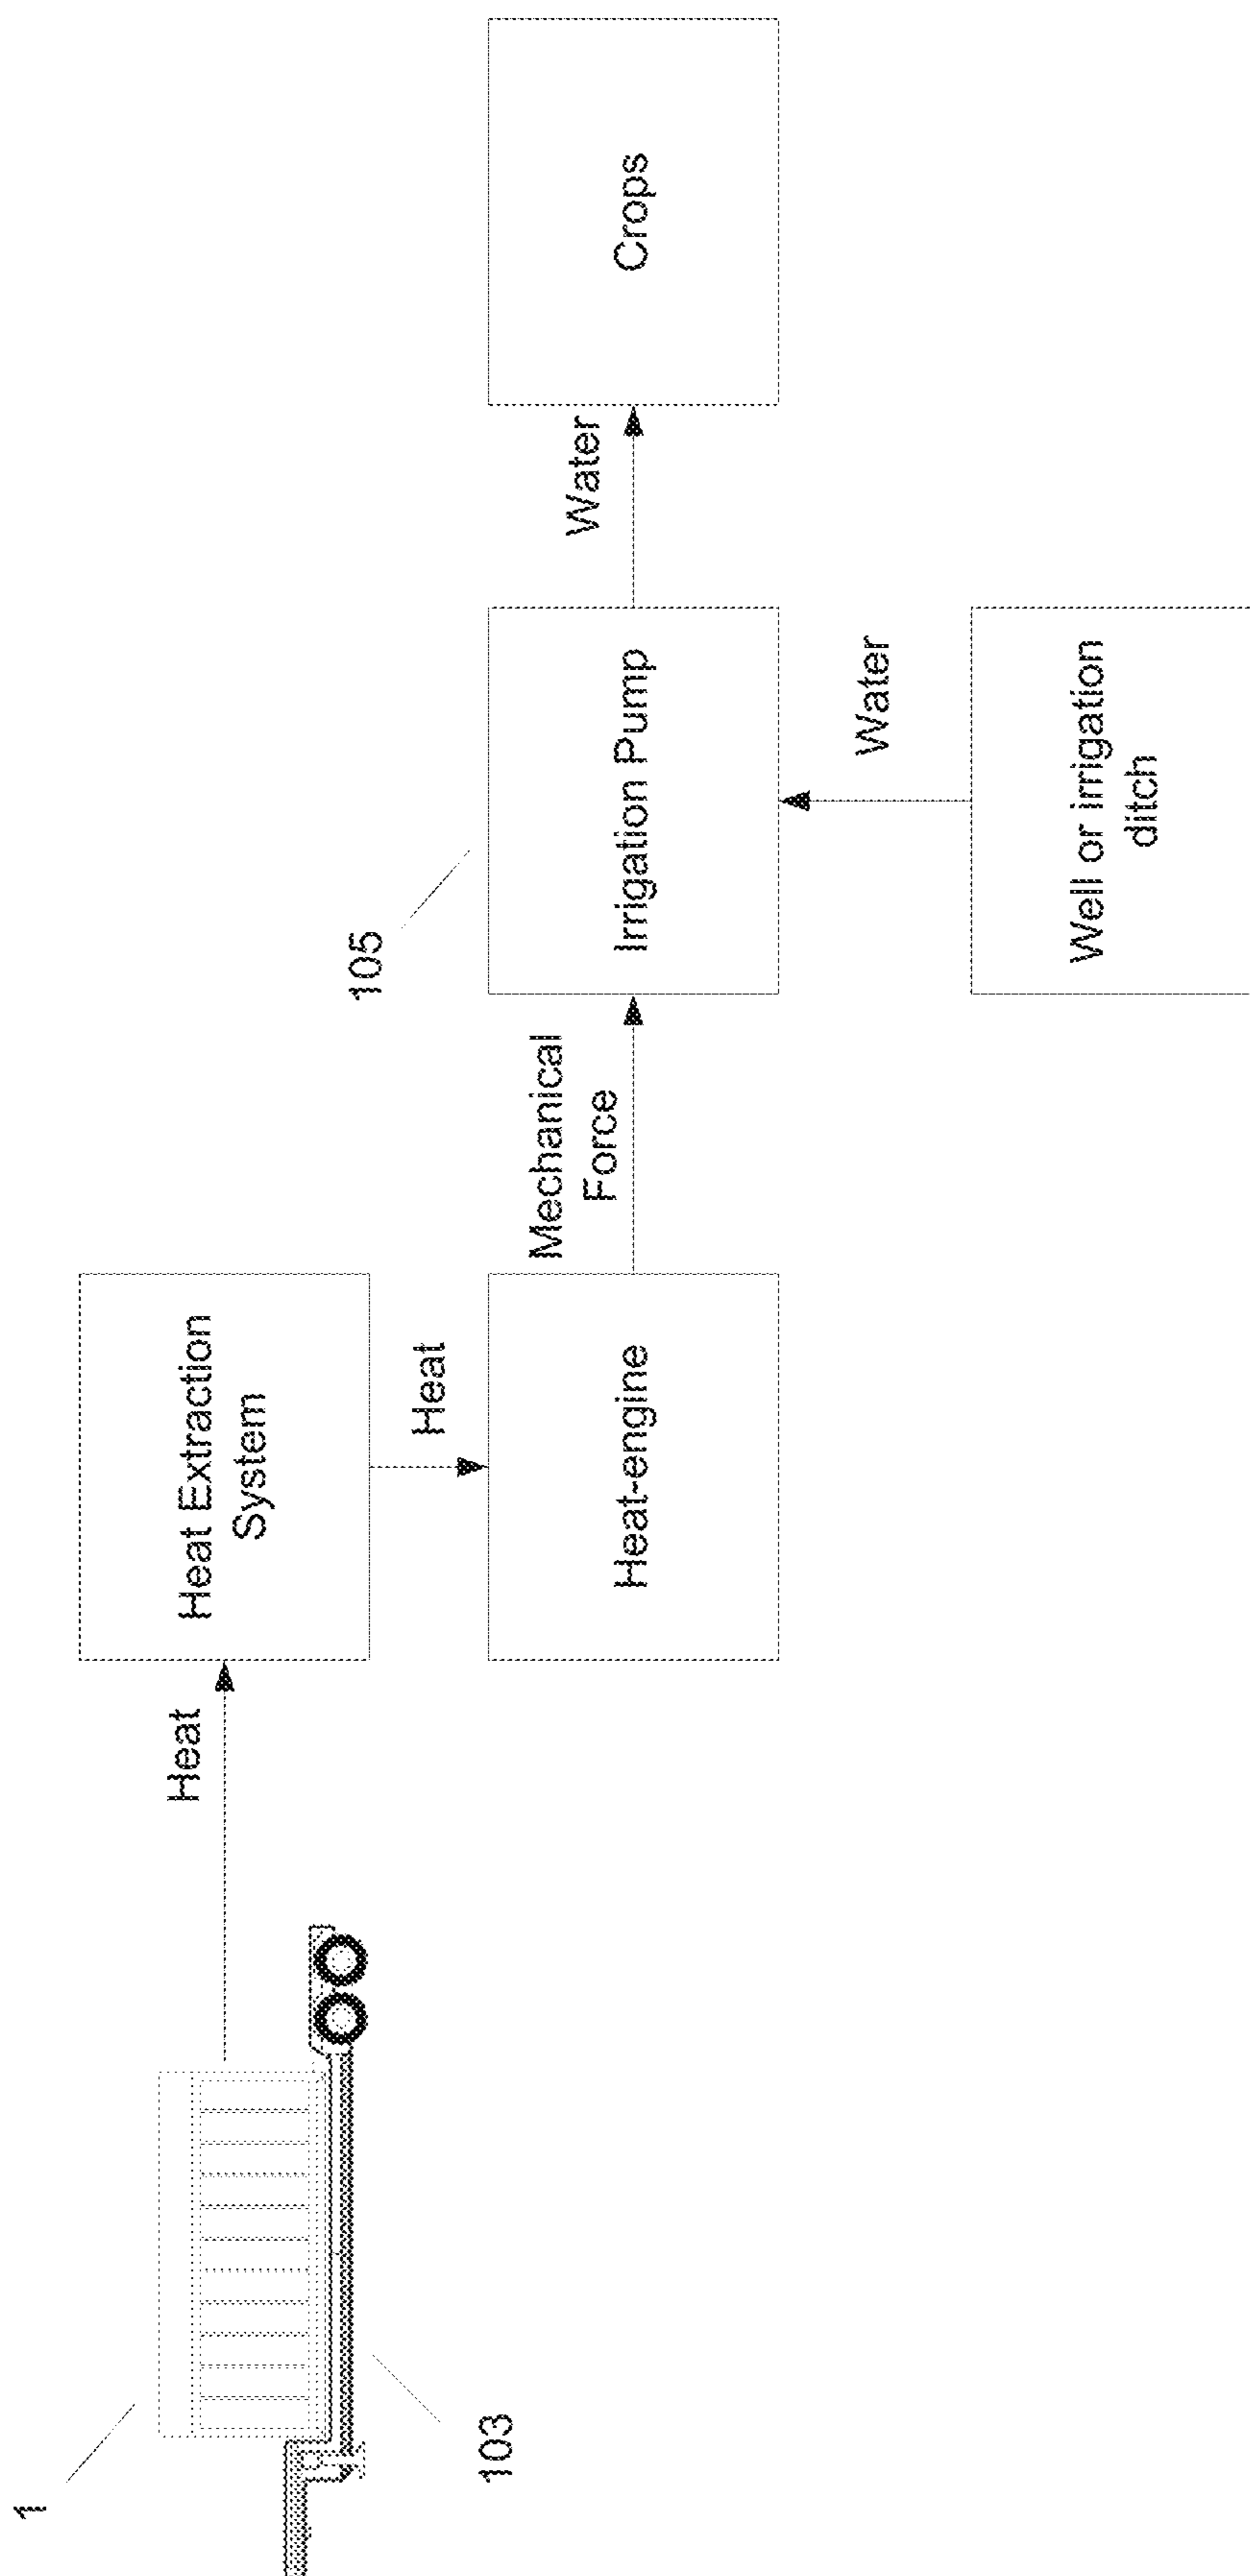 1
103
Heat
Heat Extraction
System
Heat
Heat-engine
Mechanical
Force
105
Irrigation Pump
Water
Well or irrigation
ditch
Water
Crops